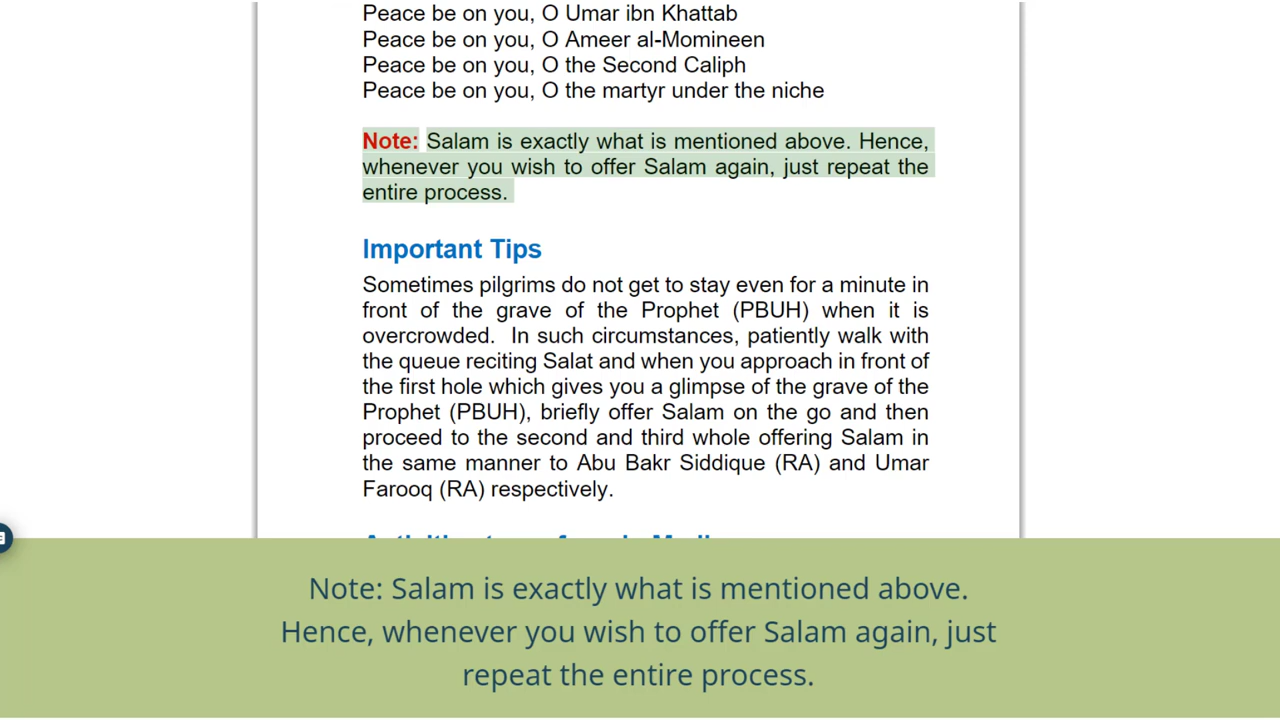 Peace be on you, O Umar ibn Khattab
Peace be on you, O Ameer al-Momineen
Peace be on you, O the Second Caliph
Peace be on you, O the martyr under the niche
Note: Salam is exactly what is mentioned above. Hence,
whenever you wish to offer Salam again, just repeat the
entire process.
Important Tips
Sometimes pilgrims do not get to stay even for a minute in
front of the grave of the Prophet (PBUH) when it is
overcrowded. In such circumstances, patiently walk with
the queue reciting Salat and when you approach in front of
the first hole which gives you a glimpse of the grave of the
Prophet (PBUH), briefly offer Salam on the go and then
proceed to the second and third whole offering Salam in
the same manner to Abu Bakr Siddique (RA) and Umar
Farooq (RA) respectively.
Note: Salam is exactly what is mentioned above.
Hence, whenever you wish to offer Salam again, just
repeat the entire process.